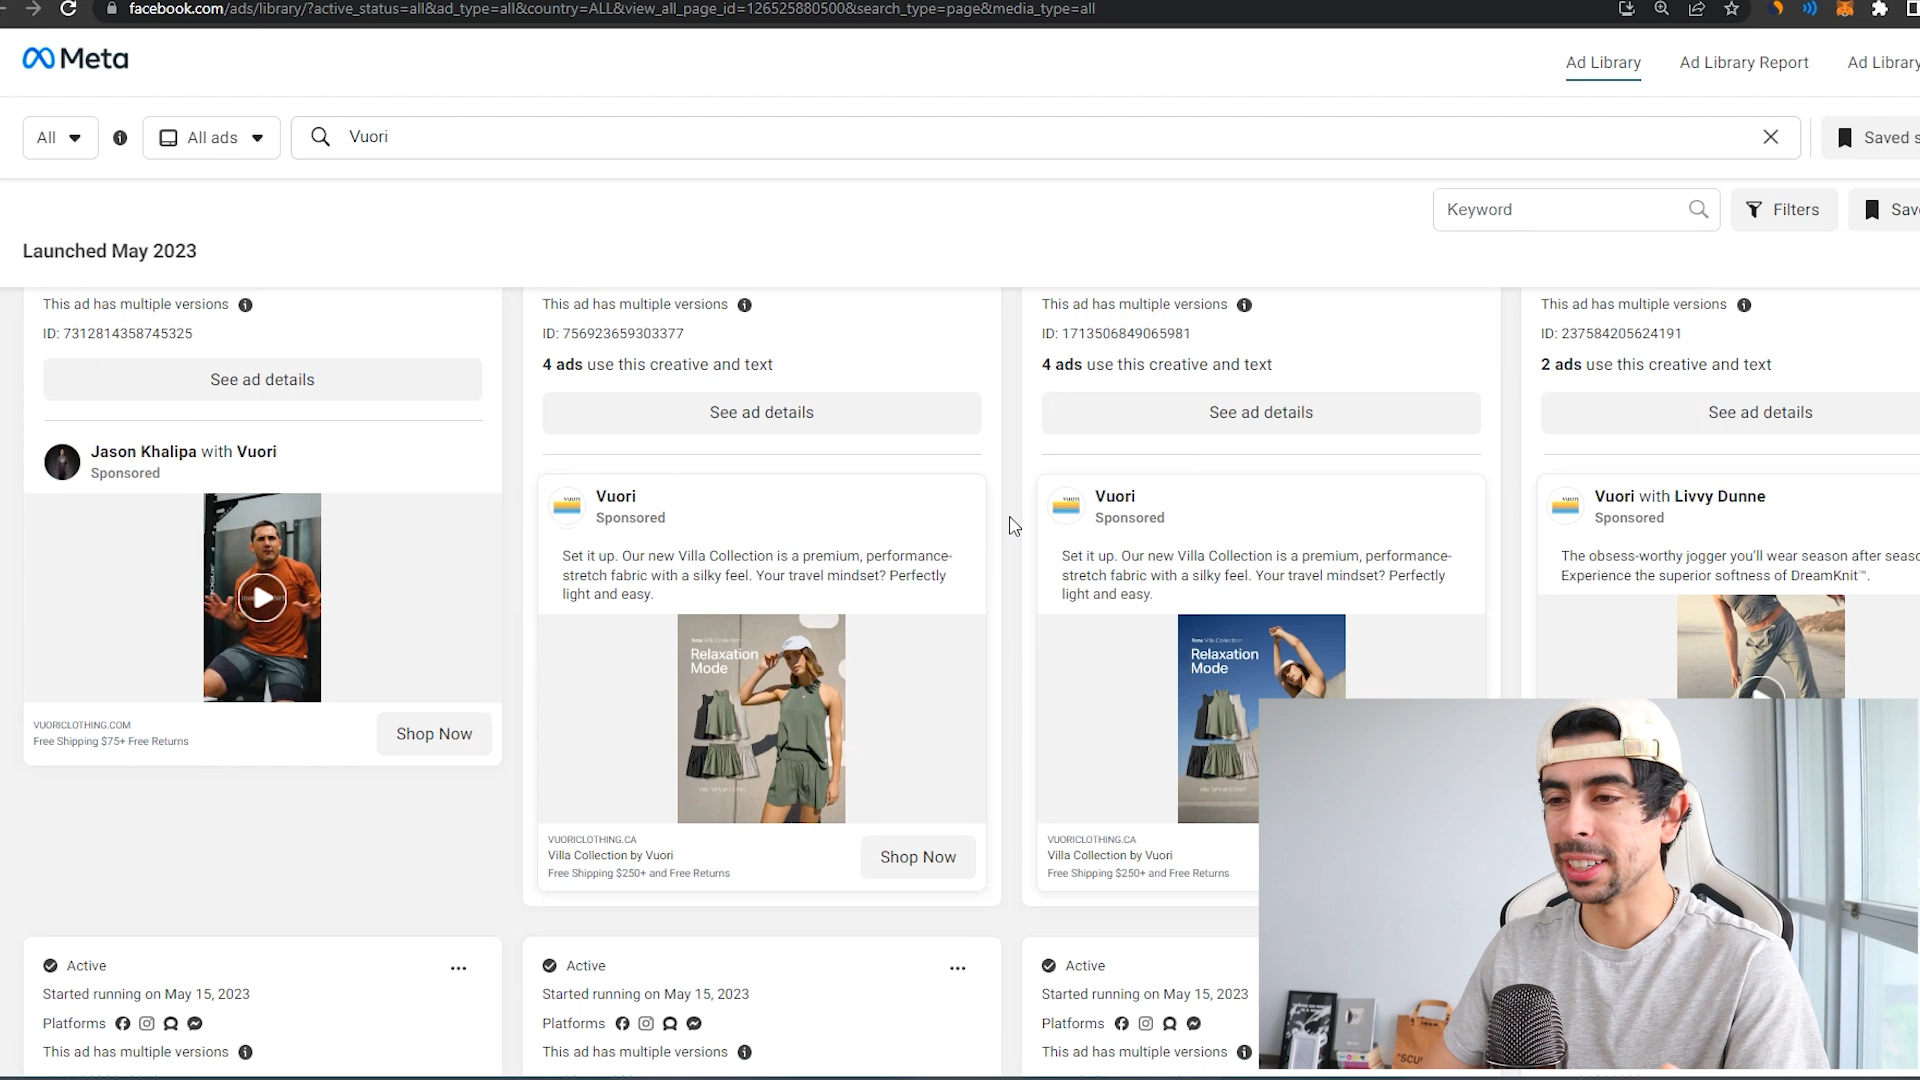 facebook.com/ads/library/?active_status=all&ad_type=all&country=ALL&view_all_page_id=126525880500&search_type=page&media_type=all
Meta
Ad Library
Ad Library Report
Ad Library
All
All ads
Vuori
Saved s
Keyword
Filters
Sav
Launched May 2023
This ad has multiple versions
ID: 7312814358745325
See ad details
Jason Khalipa with Vuori
Sponsored
VUORICLOTHING.COM
Free Shipping $75+ Free Returns
Shop Now
This ad has multiple versions
ID: 756923659303377
4 ads use this creative and text
See ad details
Vuori
Sponsored
Set it up. Our new Villa Collection is a premium, performance-
stretch fabric with a silky feel. Your travel mindset? Perfectly
light and easy.
New Villa Collection
Relaxation
Mode
VUORICLOTHING.CA
Villa Collection by Vuori
Free Shipping $250+ and Free Returns
Shop Now
This ad has multiple versions
ID: 1713506849065981
4 ads use this creative and text
See ad details
Vuori
Sponsored
Set it up. Our new Villa Collection is a premium, performance-
stretch fabric with a silky feel. Your travel mindset? Perfectly
light and easy.
New Villa Collection
Relaxation
Mode
VUORICLOTHING.CA
Villa Collection by Vuori
Free Shipping $250+ and Free Returns
This ad has multiple versions
ID: 237584205624191
2 ads use this creative and text
See ad details
Vuori with Livvy Dunne
Sponsored
The obsess-worthy jogger you'll wear season after seaso
Experience the superior softness of DreamKnit™.
Active
Started running on May 15, 2023
Platforms
This ad has multiple versions
Active
Started running on May 15, 2023
Platforms
This ad has multiple versions
Active
Started running on May 15, 2023
Platforms
This ad has multiple versions
"SCU"